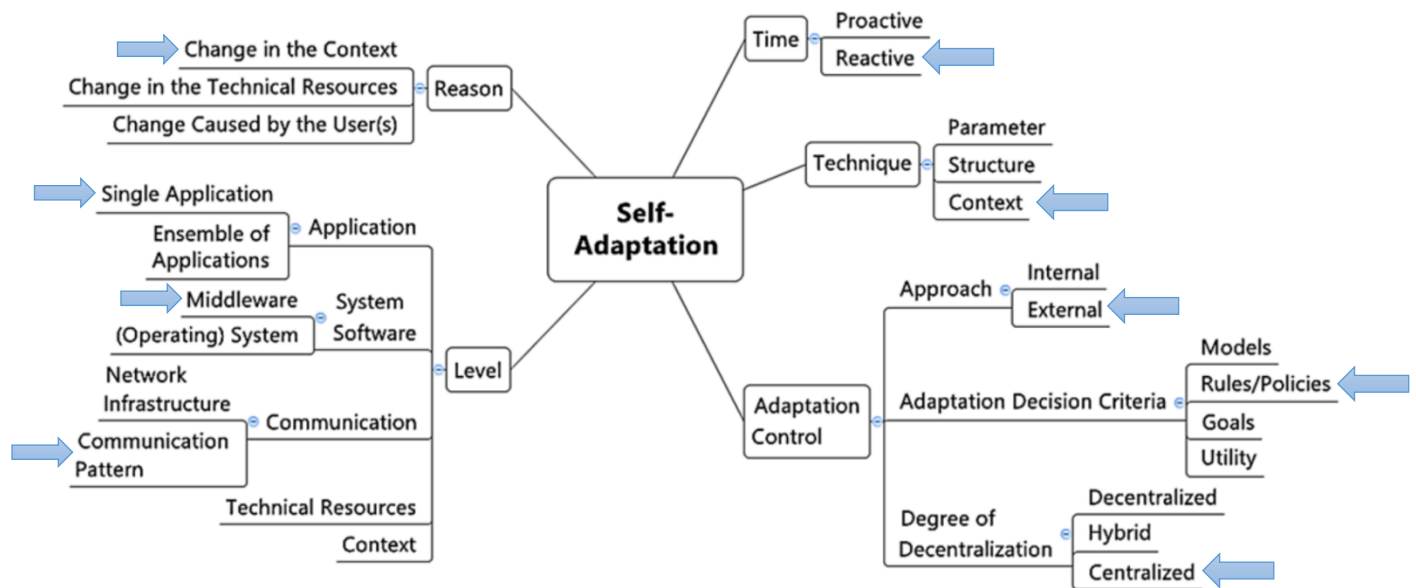 Self-
Adaptation
Time
Proactive
Reactive
Technique
Parameter
Structure
Context
Adaptation
Control
Approach
Internal
External
Adaptation Decision Criteria
Models
Rules/Policies
Goals
Utility
Degree of
Decentralization
Decentralized
Hybrid
Centralized
Reason
Change in the Context
Change in the Technical Resources
Change Caused by the User(s)
Level
Application
Single Application
Ensemble of
Applications
System
Software
Middleware
(Operating) System
Communication
Network
Infrastructure
Communication
Pattern
Technical Resources
Context